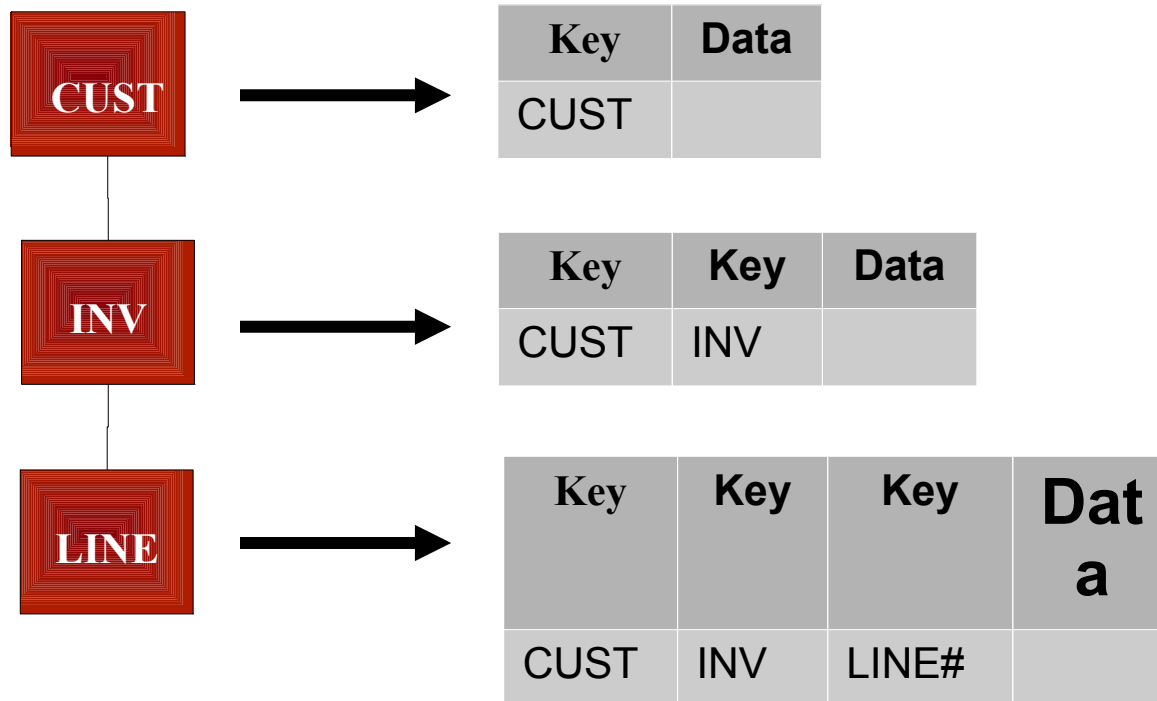 CUST
Key Data
CUST
INV
Key Key Data
CUST INV
LINE
Key Key Key Dat
a
CUST INV LINE#